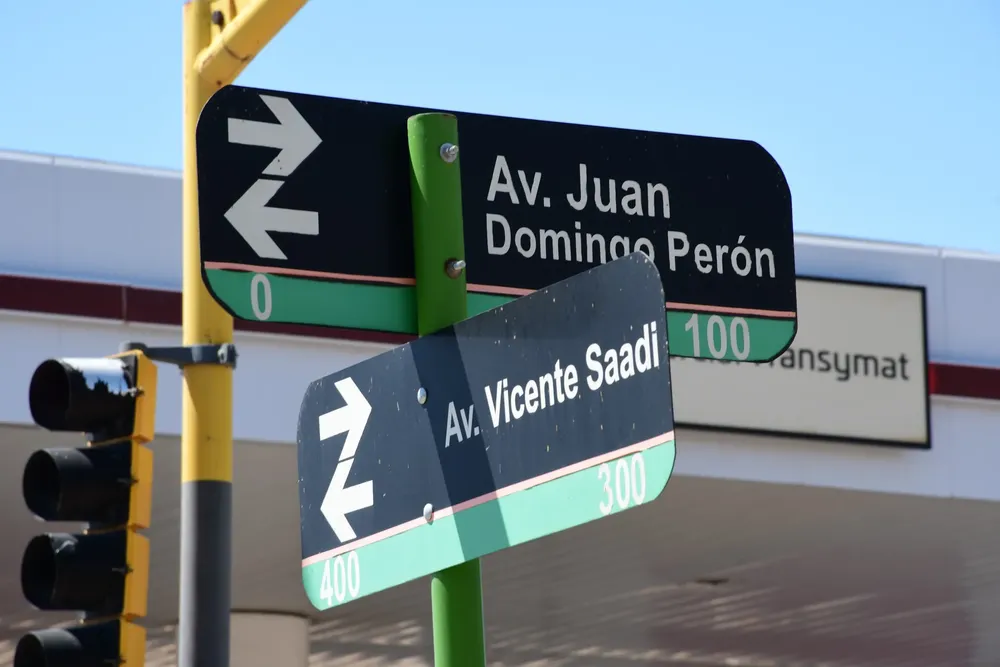 Av. Juan
Domingo Perón
0
100
Av. Vicente Saadi
300
400